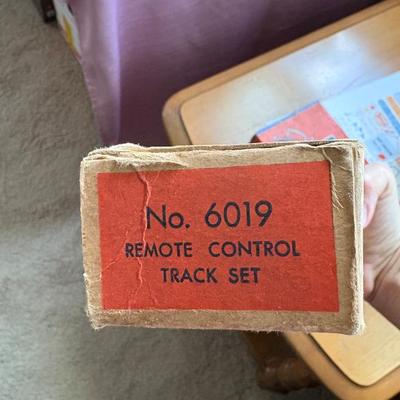 No. 6019
REMOTE CONTROL
TRACK SET